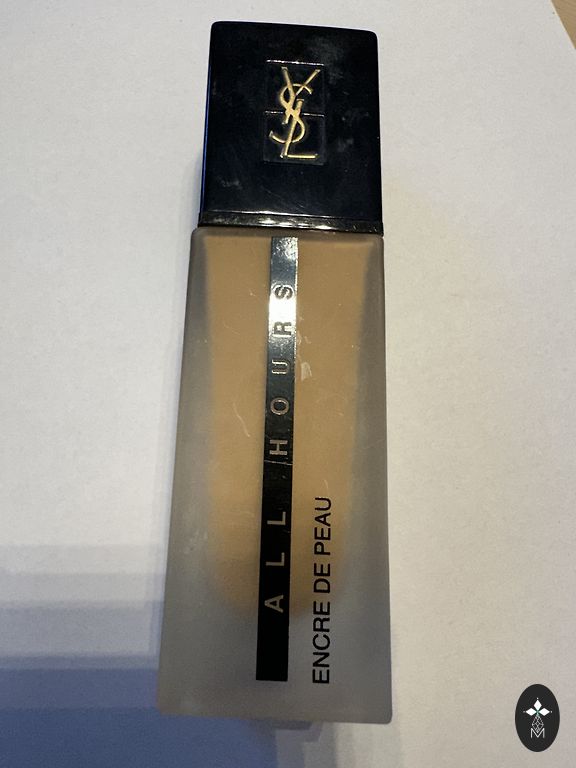 YSL
ALL HOURS
ENCRE DE PEAU
M